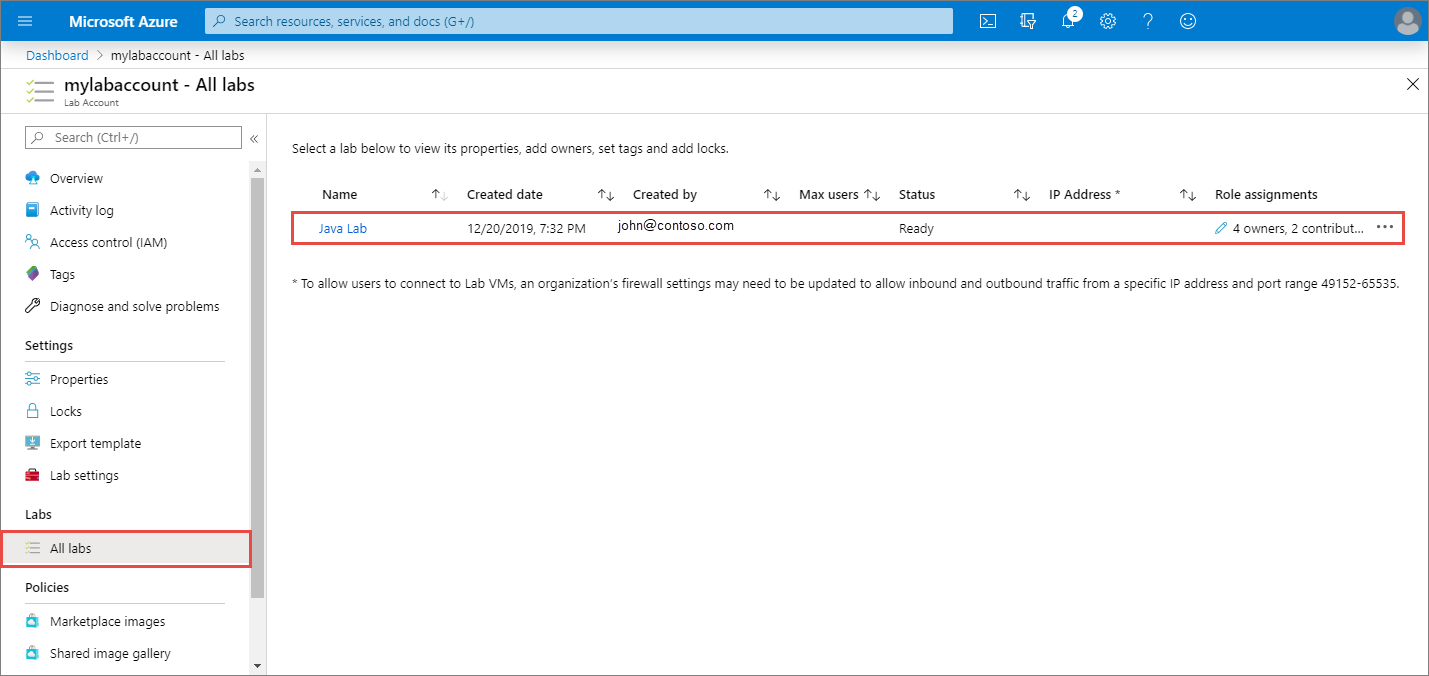 Microsoft Azure
Search resources, services, and docs (G+/)
2
Dashboard > mylabaccount - All labs
mylabaccount - All labs
Lab Account
Search (Ctrl+/)
«
Overview
Activity log
Access control (IAM)
Tags
Diagnose and solve problems
Settings
Properties
Locks
Export template
Lab settings
Labs
All labs
Policies
Marketplace images
Shared image gallery
Select a lab below to view its properties, add owners, set tags and add locks.
Name Created date Created by Max users Status IP Address * Role assignments
Java Lab 12/20/2019, 7:32 PM john@contoso.com Ready 4 owners, 2 contribut... ...
* To allow users to connect to Lab VMs, an organization's firewall settings may need to be updated to allow inbound and outbound traffic from a specific IP address and port range 49152-65535.